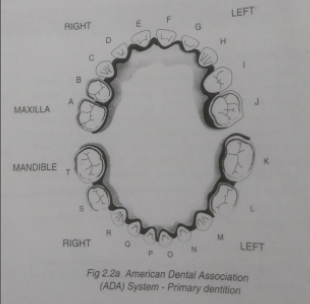 RIGHT LEFT
E F
D G
C H
B I
A J
MAXILLA
MANDIBLE
T K
S L
R M
Q N
P O
RIGHT LEFT
Fig 2.2a American Dental Association
(ADA) System - Primary dentition